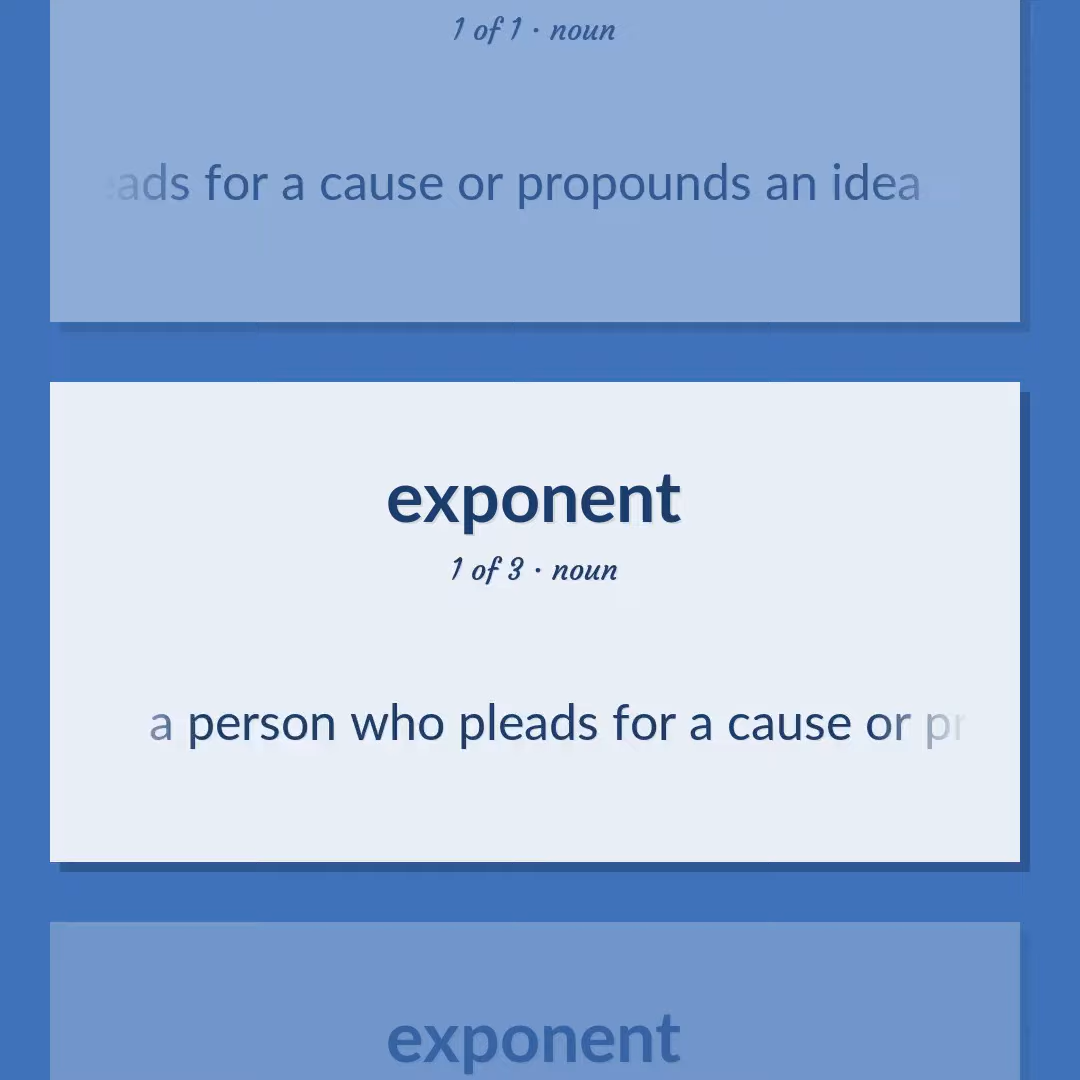 1 of 1 · noun
for a cause or propounds an idea
exponent
1 of 3 · noun
a person who pleads for a cause or
exponent